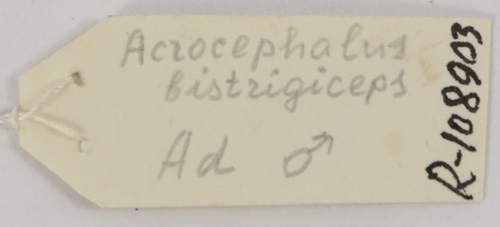 Acrocephalus
bistrigiceps
Ad ♂
R-108903